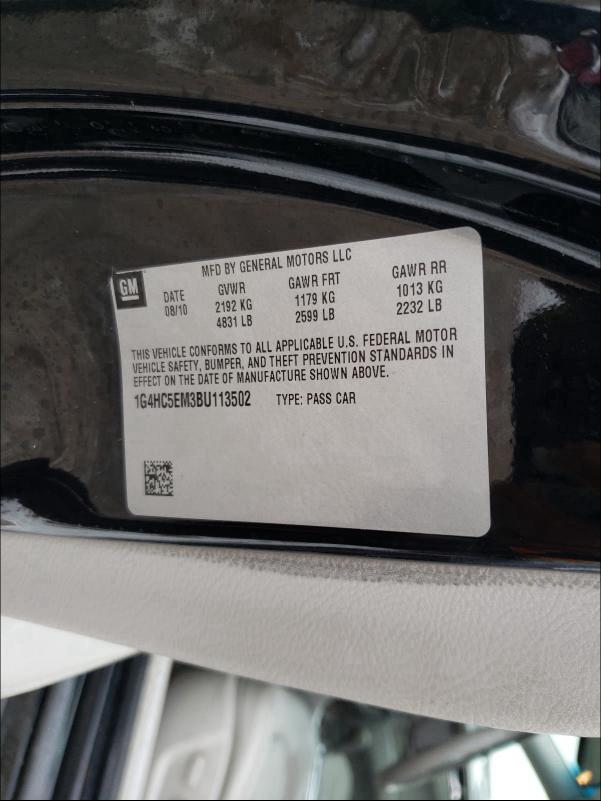 GM
MFD BY GENERAL MOTORS LLC
DATE GVWR GAWR FRT GAWR RR
08/10 2192 KG 1179 KG 1013 KG
4831 LB 2599 LB 2232 LB
THIS VEHICLE CONFORMS TO ALL APPLICABLE U.S. FEDERAL MOTOR
VEHICLE SAFETY, BUMPER, AND THEFT PREVENTION STANDARDS IN
EFFECT ON THE DATE OF MANUFACTURE SHOWN ABOVE.
1G4HC5EM3BU113502 TYPE: PASS CAR